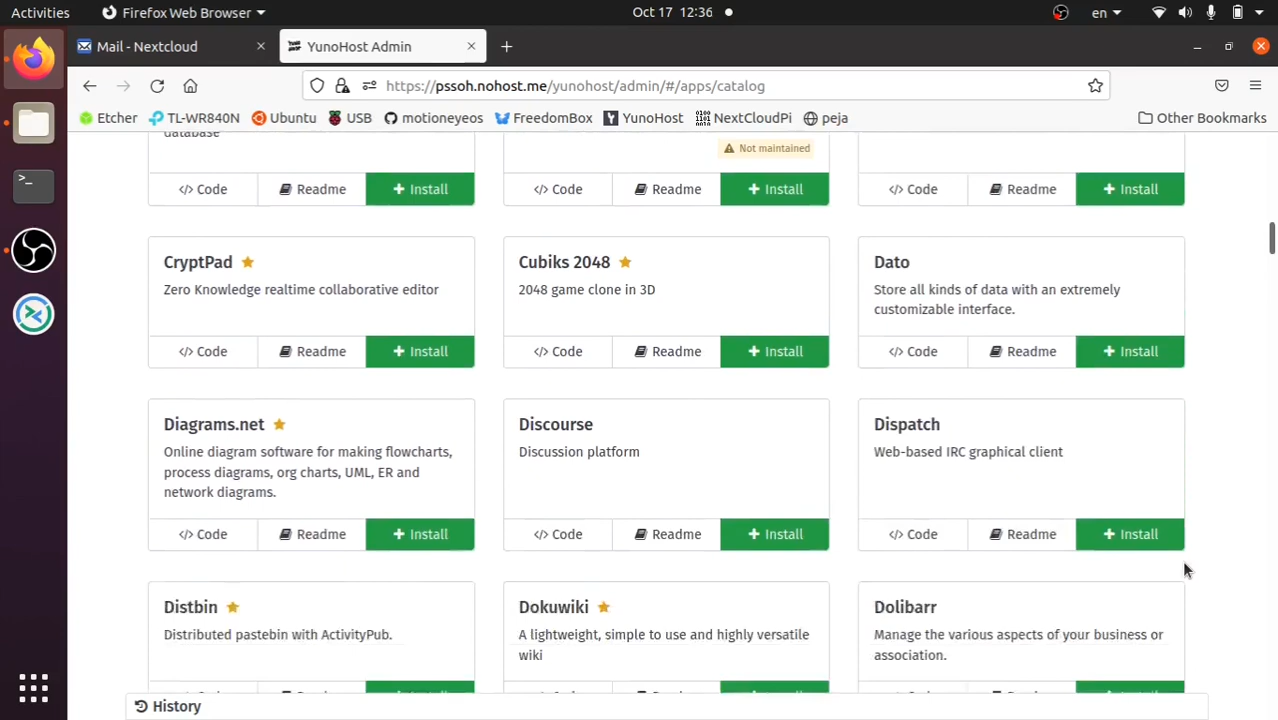 Activities
Firefox Web Browser
Oct 17 12:36
en
Mail - Nextcloud
YunoHost Admin
https://pssoh.nohost.me/yunohost/admin/#/apps/catalog
Etcher
TL-WR840N
Ubuntu
USB
motioneyeos
FreedomBox
YunoHost
NextCloudPi
peja
Other Bookmarks
database
Not maintained
Code Readme Install
Code Readme Install
Code Readme Install
CryptPad
Zero Knowledge realtime collaborative editor
Code Readme Install
Cubiks 2048
2048 game clone in 3D
Code Readme Install
Dato
Store all kinds of data with an extremely
customizable interface.
Code Readme Install
Diagrams.net
Online diagram software for making flowcharts,
process diagrams, org charts, UML, ER and
network diagrams.
Code Readme Install
Discourse
Discussion platform
Code Readme Install
Dispatch
Web-based IRC graphical client
Code Readme Install
Distbin
Distributed pastebin with ActivityPub.
Dokuwiki
A lightweight, simple to use and highly versatile
wiki
Dolibarr
Manage the various aspects of your business or
association.
History